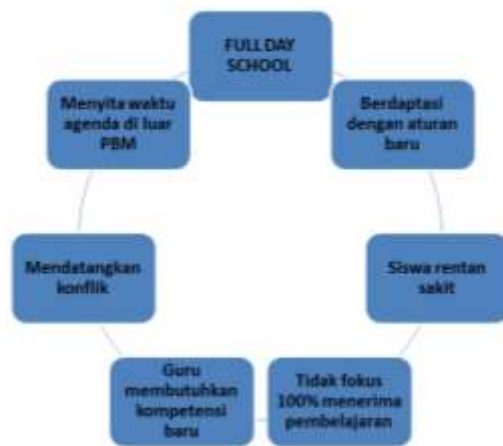 FULL DAY
SCHOOL
Berdaptasi
dengan aturan
baru
Siswa rentan
sakit
Tidak fokus
100% menerima
pembelajaran
Guru
membutuhkan
kompetensi
baru
Mendatangkan
konflik
Menyita waktu
agenda di luar
PBM